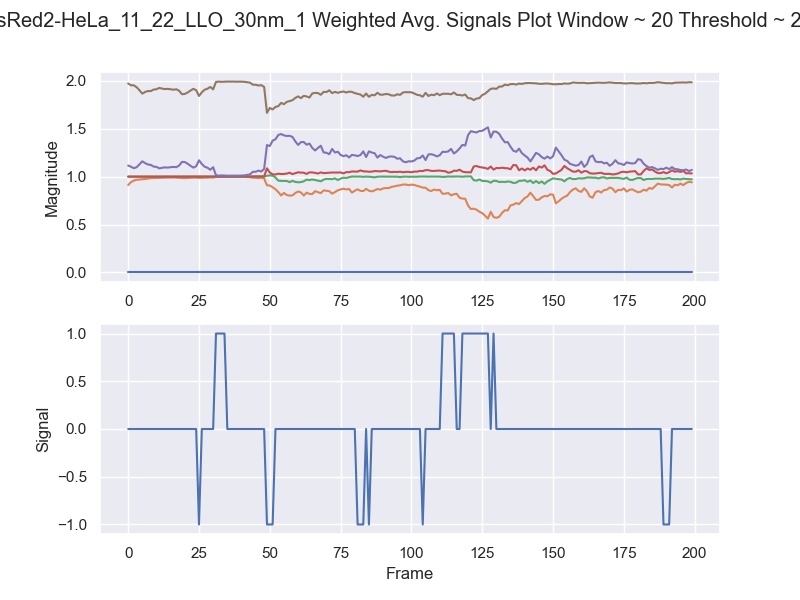 sRed2-HeLa_11_22_LLO_30nm_1 Weighted Avg. Signals Plot Window ~ 20 Threshold ~ 2
2.0
1.5
1.0
0.5
0.0
Magnitude
0 25 50 75 100 125 150 175 200
1.0
0.5
0.0
−0.5
−1.0
Signal
0 25 50 75 100 125 150 175 200
Frame